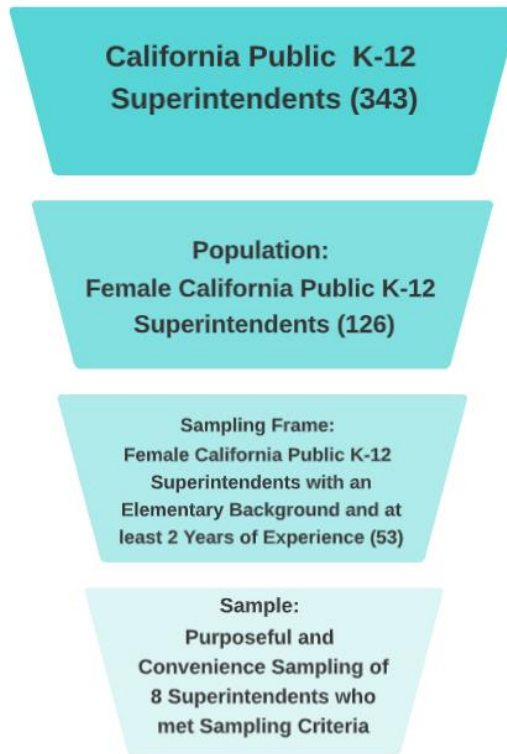 California Public K-12
Superintendents (343)
Population:
Female California Public K-12
Superintendents (126)
Sampling Frame:
Female California Public K-12
Superintendents with an
Elementary Background and at
least 2 Years of Experience (53)
Sample:
Purposeful and
Convenience Sampling of
8 Superintendents who
met Sampling Criteria